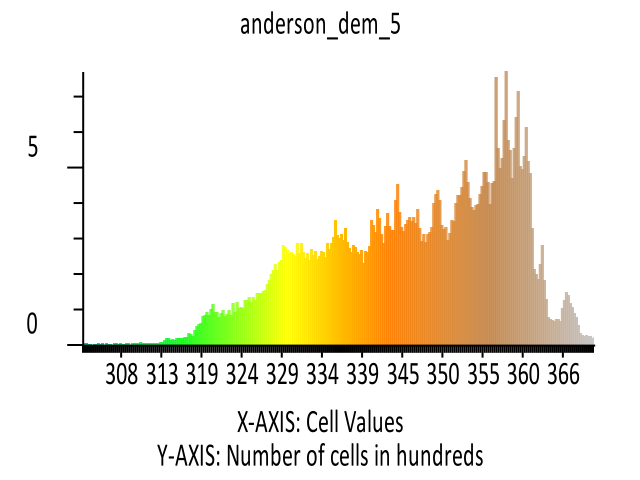 anderson_dem_5
5
0
308 313 319 324 329 334 339 345 350 355 360 366
X-AXIS: Cell Values
Y-AXIS: Number of cells in hundreds